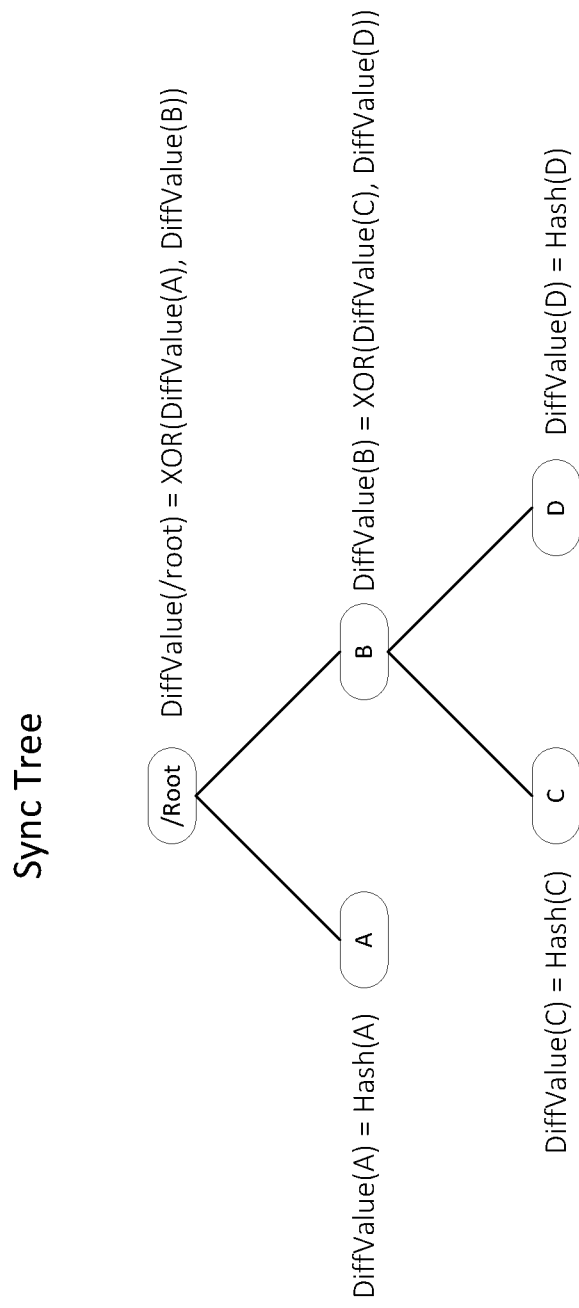 Sync Tree
/Root
DiffValue(/root) = XOR(DiffValue(A), DiffValue(B))
DiffValue(A) = Hash(A)
A
B
DiffValue(B) = XOR(DiffValue(C), DiffValue(D))
DiffValue(C) = Hash(C)
C
D
DiffValue(D) = Hash(D)